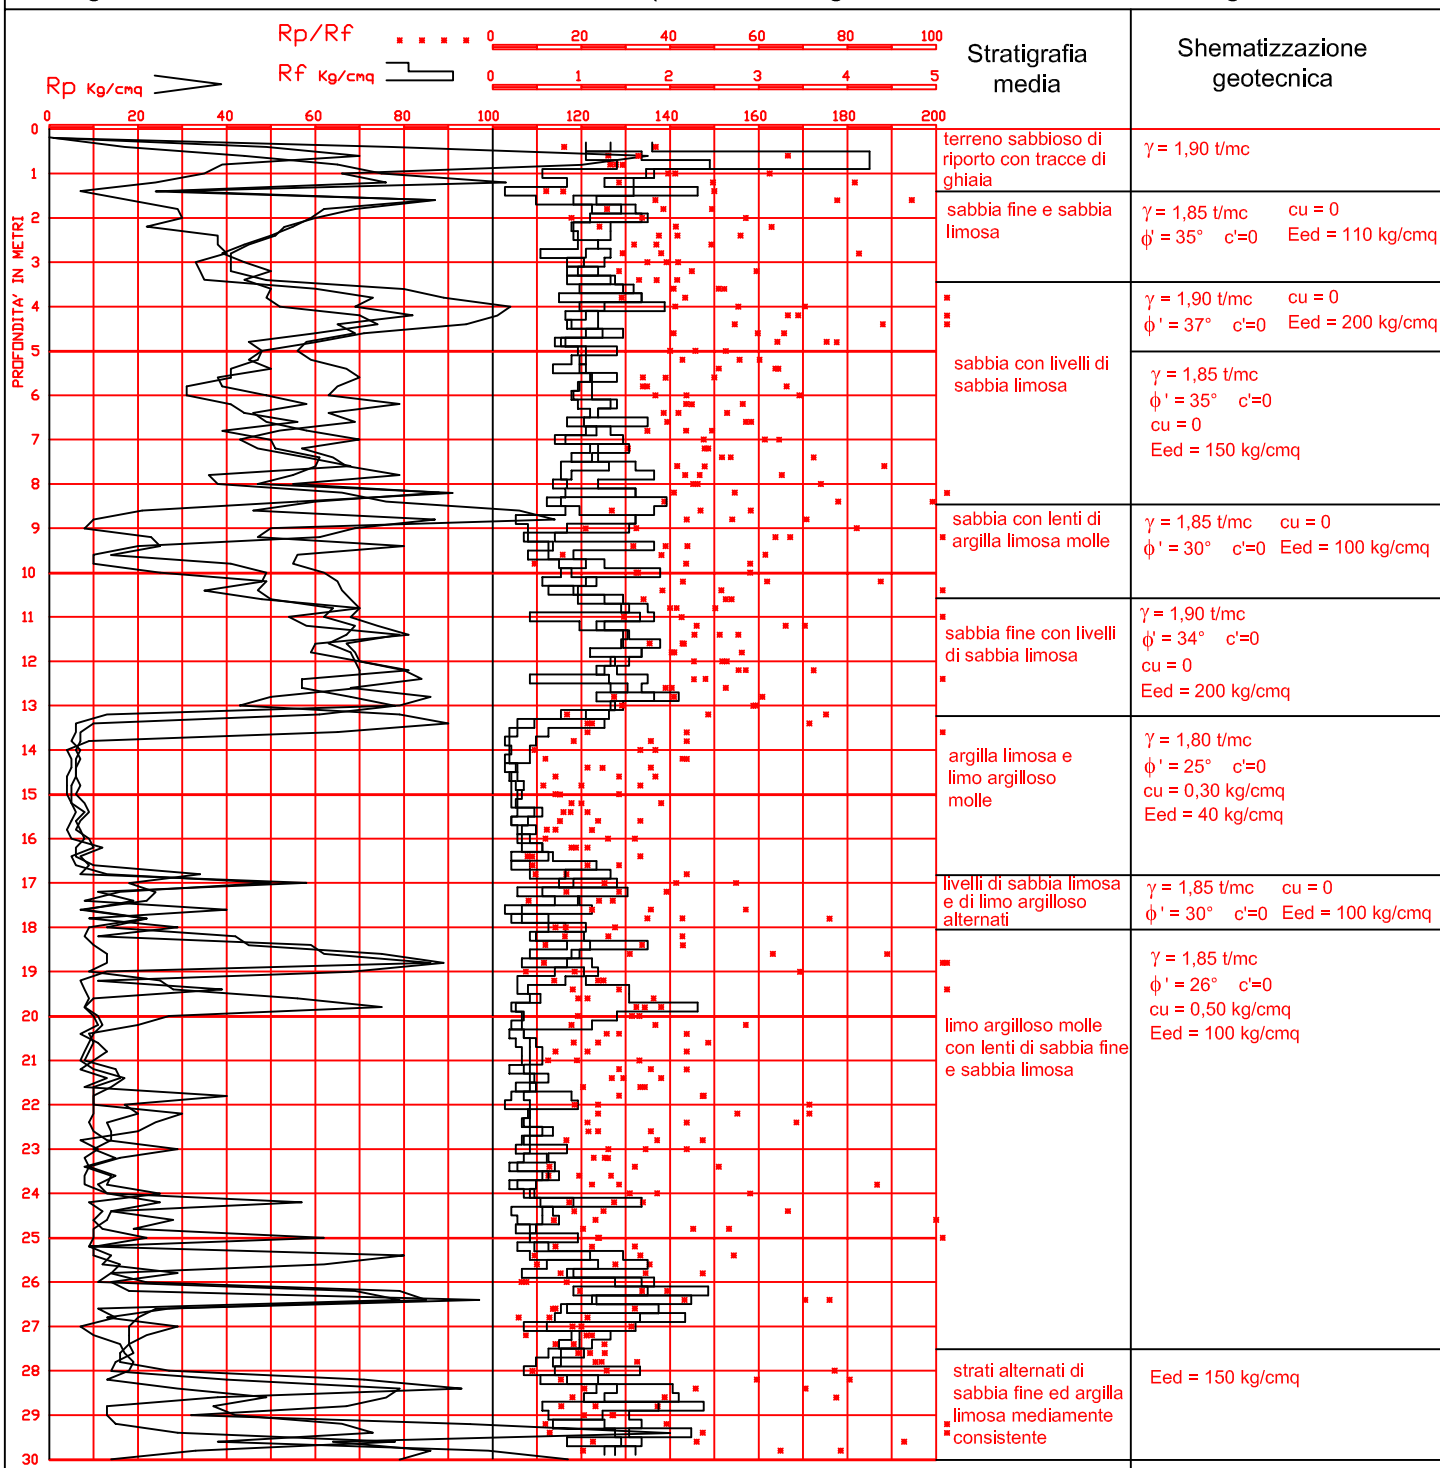 Rp/Rf
0 20 40 60 80 100
Rf Kg/cmq
0 1 2 3 4 5
Rp Kg/cmq
0 20 40 60 80 100 120 140 160 180 200
Stratigrafia
media
Shematizzazione
geotecnica
PROFONDITA' IN METRI
0
1
2
3
4
5
6
7
8
9
10
11
12
13
14
15
16
17
18
19
20
21
22
23
24
25
26
27
28
29
30
terreno sabbioso di
riporto con tracce di
ghiaia
γ = 1,90 t/mc
sabbia fine e sabbia
limosa
γ = 1,85 t/mc cu = 0
ϕ' = 35° c'=0 Eed = 110 kg/cmq
sabbia con livelli di
sabbia limosa
γ = 1,90 t/mc cu = 0
ϕ' = 37° c'=0 Eed = 200 kg/cmq
γ = 1,85 t/mc
ϕ' = 35° c'=0
cu = 0
Eed = 150 kg/cmq
sabbia con lenti di
argilla limosa molle
γ = 1,85 t/mc cu = 0
ϕ' = 30° c'=0 Eed = 100 kg/cmq
sabbia fine con livelli
di sabbia limosa
γ = 1,90 t/mc
ϕ' = 34° c'=0
cu = 0
Eed = 200 kg/cmq
argilla limosa e
limo argilloso
molle
γ = 1,80 t/mc
ϕ' = 25° c'=0
cu = 0,30 kg/cmq
Eed = 40 kg/cmq
livelli di sabbia limosa
e di limo argilloso
alternati
γ = 1,85 t/mc cu = 0
ϕ' = 30° c'=0 Eed = 100 kg/cmq
limo argilloso molle
con lenti di sabbia fine
e sabbia limosa
γ = 1,85 t/mc
ϕ' = 26° c'=0
cu = 0,50 kg/cmq
Eed = 100 kg/cmq
strati alternati di
sabbia fine ed argilla
limosa mediamente
consistente
Eed = 150 kg/cmq